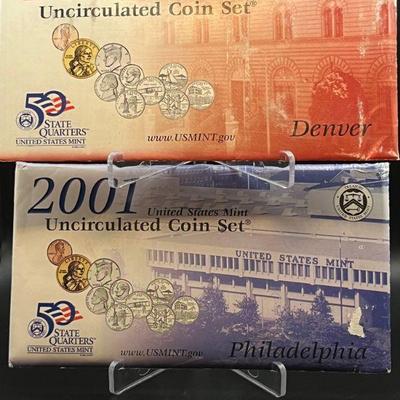 Uncirculated Coin Set®
50
STATE
QUARTERS
UNITED STATES MINT
www.USMINT.gov
Denver
2001
United States Mint
Uncirculated Coin Set®
UNITED STATES MINT
50
STATE
QUARTERS
UNITED STATES MINT
www.USMINT.gov
Philadelphia